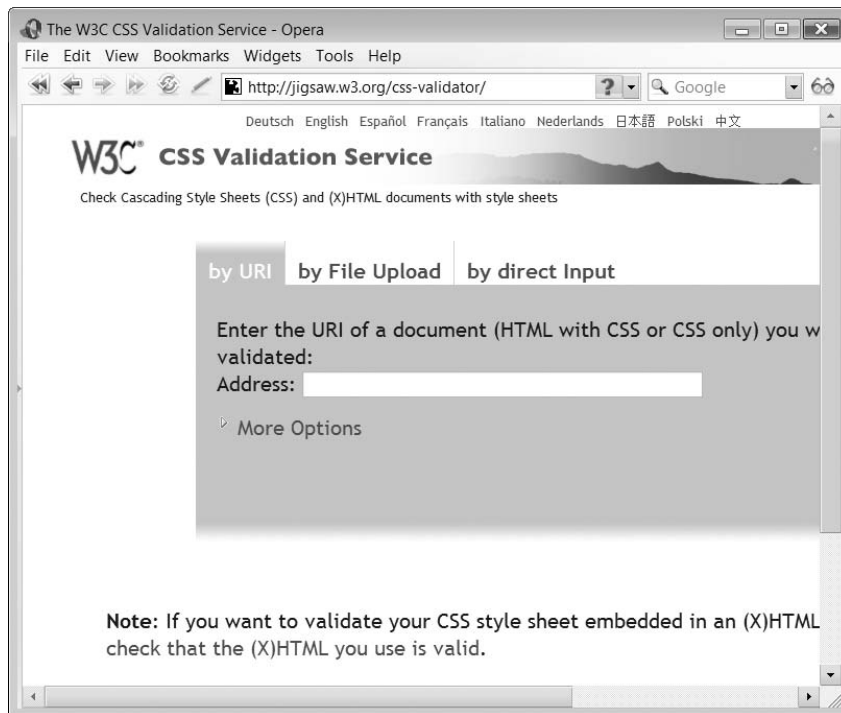 The W3C CSS Validation Service - Opera
File Edit View Bookmarks Widgets Tools Help
http://jigsaw.w3.org/css-validator/ ? Google
Deutsch English Español Français Italiano Nederlands 日本語 Polski 中文
W3C® CSS Validation Service
Check Cascading Style Sheets (CSS) and (X)HTML documents with style sheets
by URI by File Upload by direct Input
Enter the URI of a document (HTML with CSS or CSS only) you w
validated:
Address:
More Options
Note: If you want to validate your CSS style sheet embedded in an (X)HTML
check that the (X)HTML you use is valid.